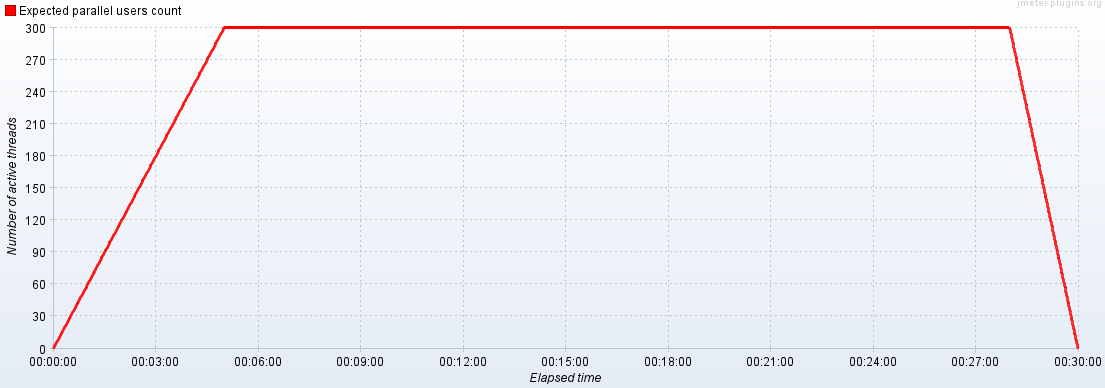 jmeter-plugins.org
Expected parallel users count
300
270
240
210
180
150
120
90
60
30
0
Number of active threads
00:00:00 00:03:00 00:06:00 00:09:00 00:12:00 00:15:00 00:18:00 00:21:00 00:24:00 00:27:00 00:30:00
Elapsed time